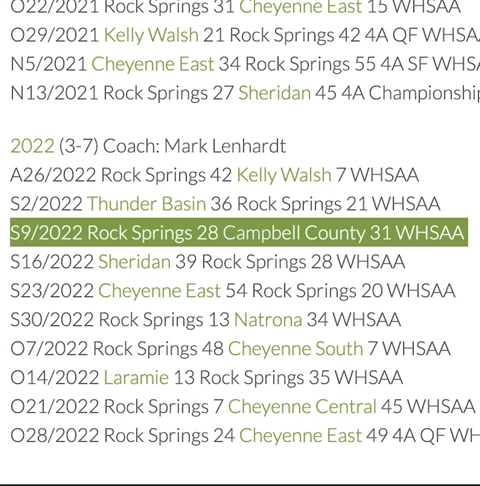 O22/2021 Rock Springs 31 Cheyenne East 15 WHSAA
O29/2021 Kelly Walsh 21 Rock Springs 42 4A QF WHSA
N5/2021 Cheyenne East 34 Rock Springs 55 4A SF WHS
N13/2021 Rock Springs 27 Sheridan 45 4A Championship
2022 (3-7) Coach: Mark Lenhardt
A26/2022 Rock Springs 42 Kelly Walsh 7 WHSAA
S2/2022 Thunder Basin 36 Rock Springs 21 WHSAA
S9/2022 Rock Springs 28 Campbell County 31 WHSAA
S16/2022 Sheridan 39 Rock Springs 28 WHSAA
S23/2022 Cheyenne East 54 Rock Springs 20 WHSAA
S30/2022 Rock Springs 13 Natrona 34 WHSAA
O7/2022 Rock Springs 48 Cheyenne South 7 WHSAA
O14/2022 Laramie 13 Rock Springs 35 WHSAA
O21/2022 Rock Springs 7 Cheyenne Central 45 WHSAA
O28/2022 Rock Springs 24 Cheyenne East 49 4A QF WH